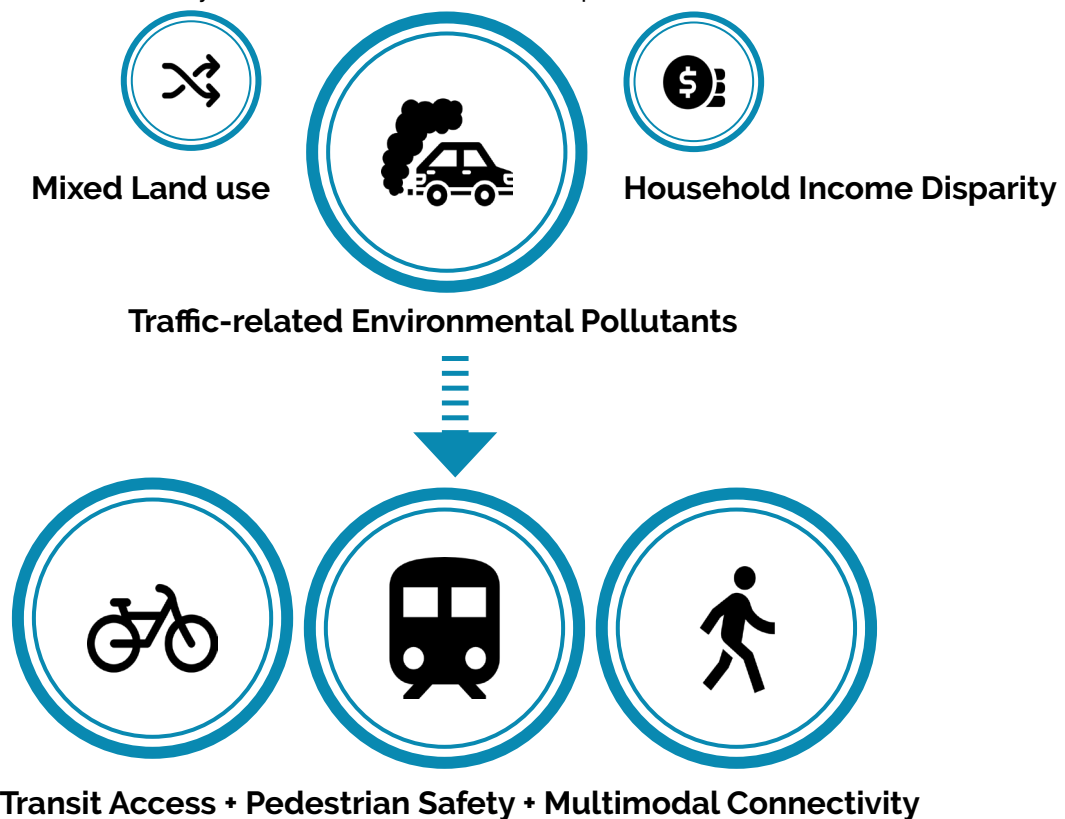 Mixed Land use
Household Income Disparity
Traffic-related Environmental Pollutants
Transit Access + Pedestrian Safety + Multimodal Connectivity